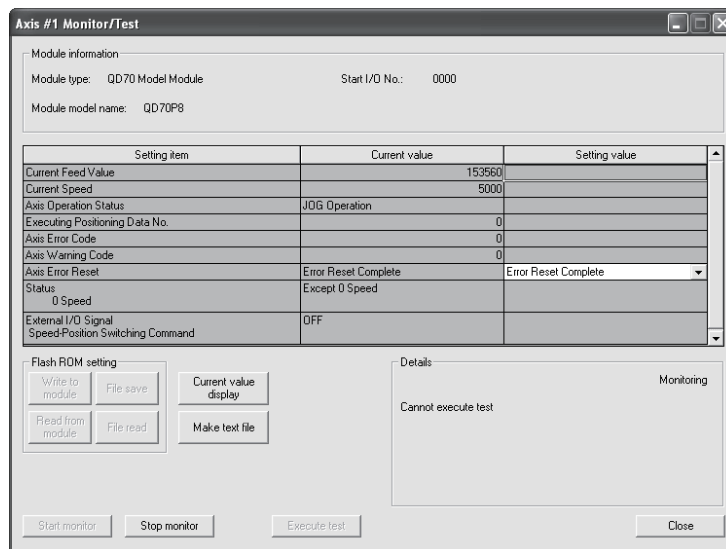 Axis #1 Monitor/Test
Module information
Module type: QD70 Model Module Start I/O No.: 0000
Module model name: QD70P8
Setting item Current value Setting value
Current Feed Value 153560
Current Speed 5000
Axis Operation Status JOG Operation
Executing Positioning Data No. 0
Axis Error Code 0
Axis Warning Code 0
Axis Error Reset Error Reset Complete Error Reset Complete
Status Except 0 Speed
0 Speed
External I/O Signal OFF
Speed-Position Switching Command
Flash ROM setting
Write to module
File save
Current value display
Read from module
File read
Make text file
Details
Monitoring
Cannot execute test
Start monitor Stop monitor Execute test Close